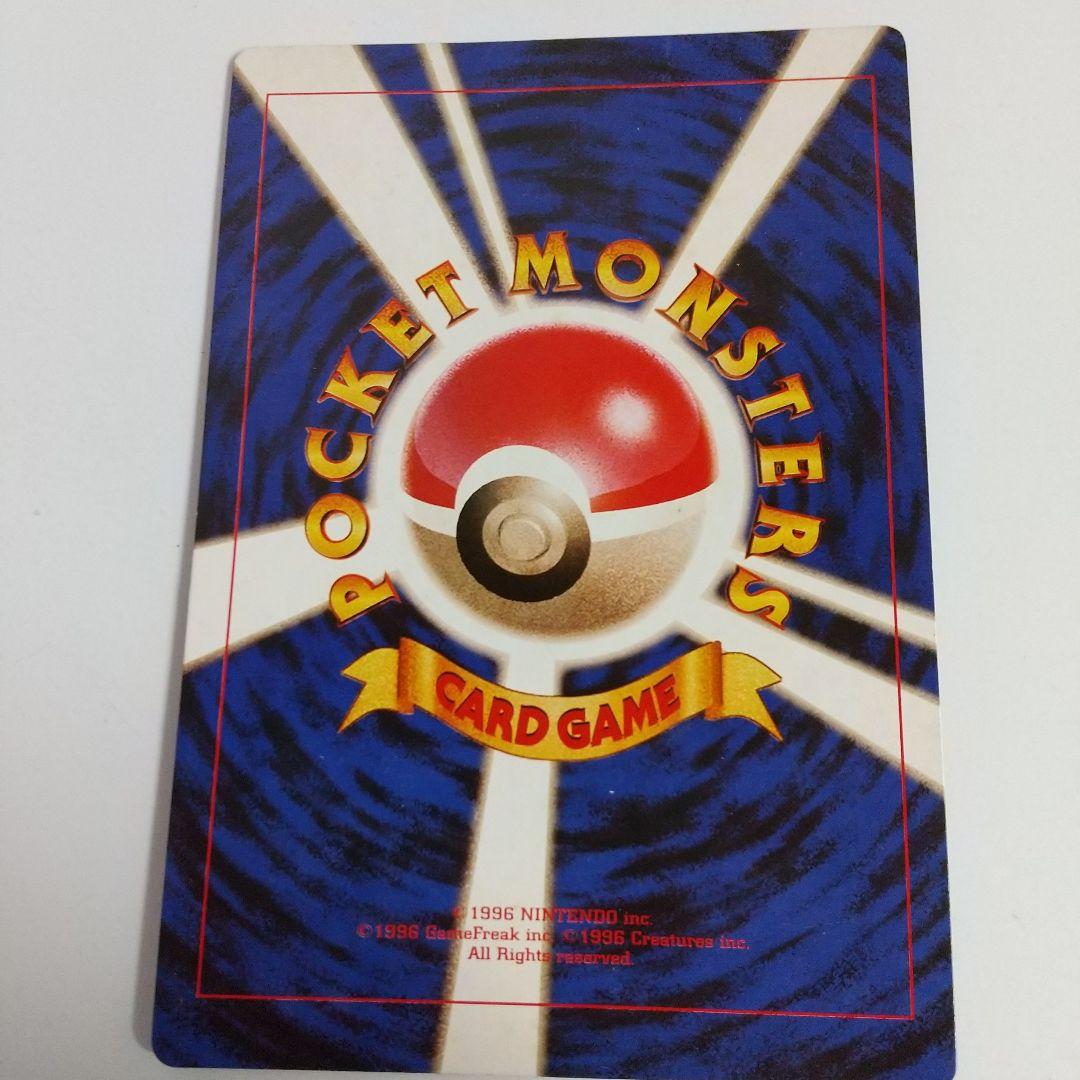 POCKET MONSTERS
CARD GAME
©1996 NINTENDO inc.
©1996 GameFreak inc. ©1996 Creatures inc.
All Rights reserved.